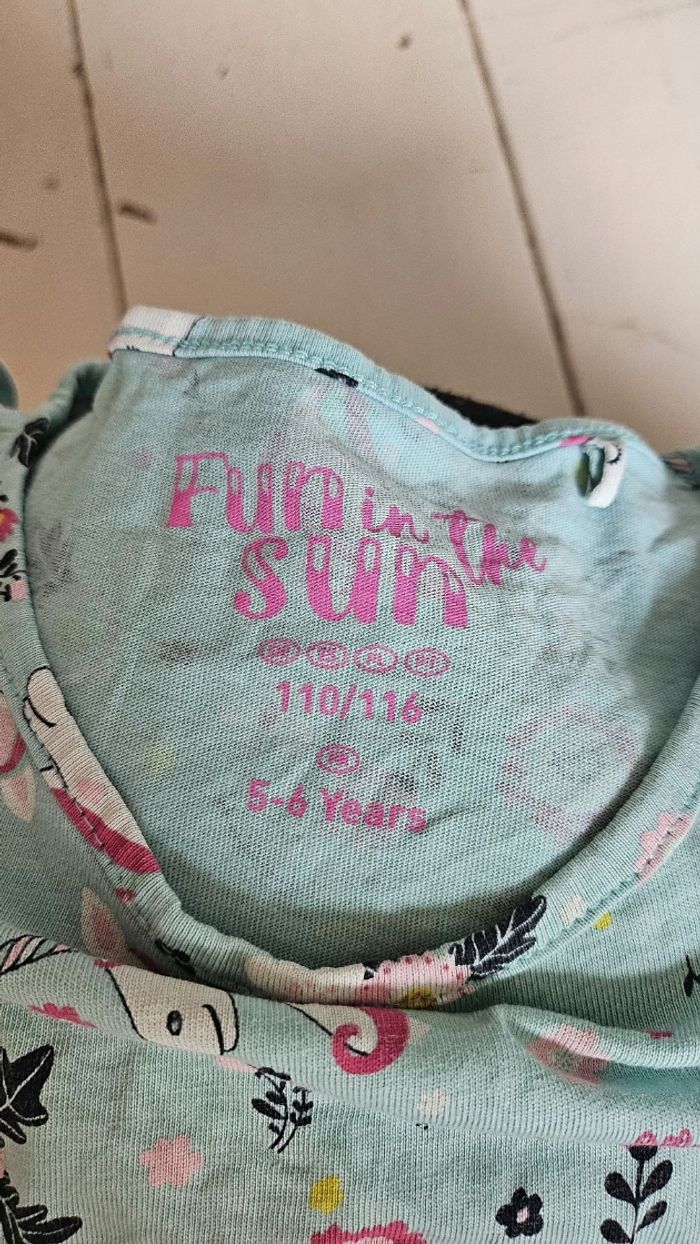 Fun in the
sun
110/116
5-6 Years